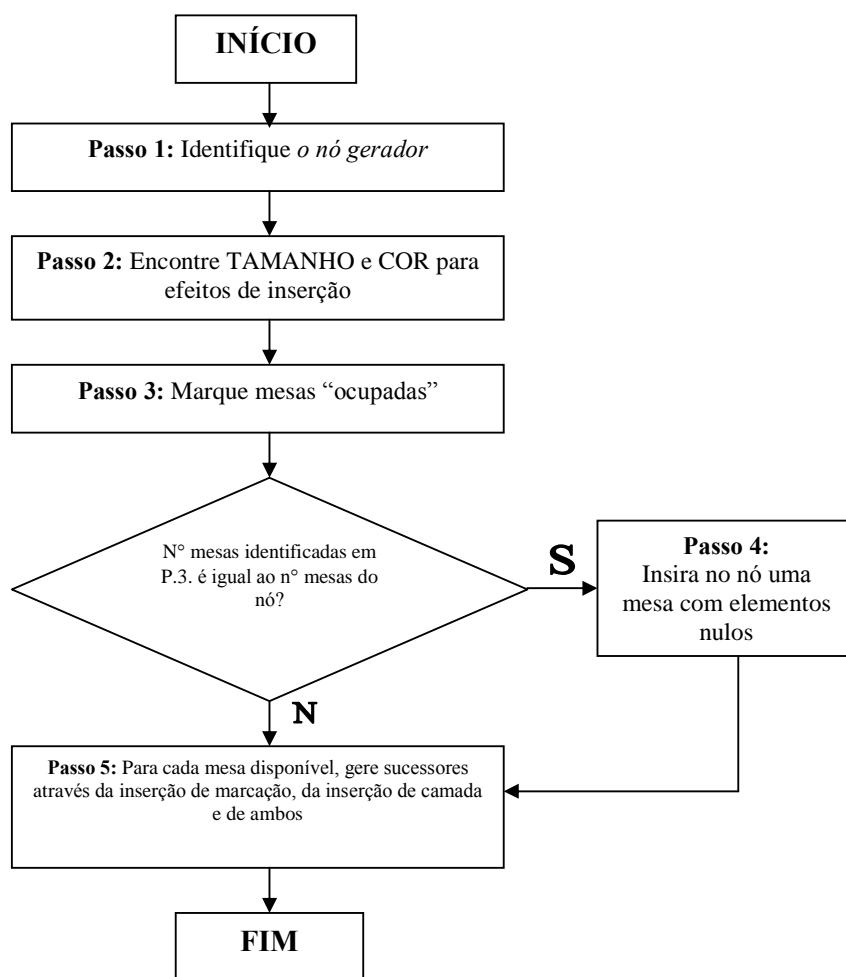 INÍCIO
Passo 1: Identifique o nó gerador
Passo 2: Encontre TAMANHO e COR para
efeitos de inserção
Passo 3: Marque mesas “ocupadas”
N° mesas identificadas em
P.3. é igual ao n° mesas do
nó?
S
Passo 4:
Insira no nó uma
mesa com elementos
nulos
N
Passo 5: Para cada mesa disponível, gere sucessores
através da inserção de marcação, da inserção de camada
e de ambos
FIM